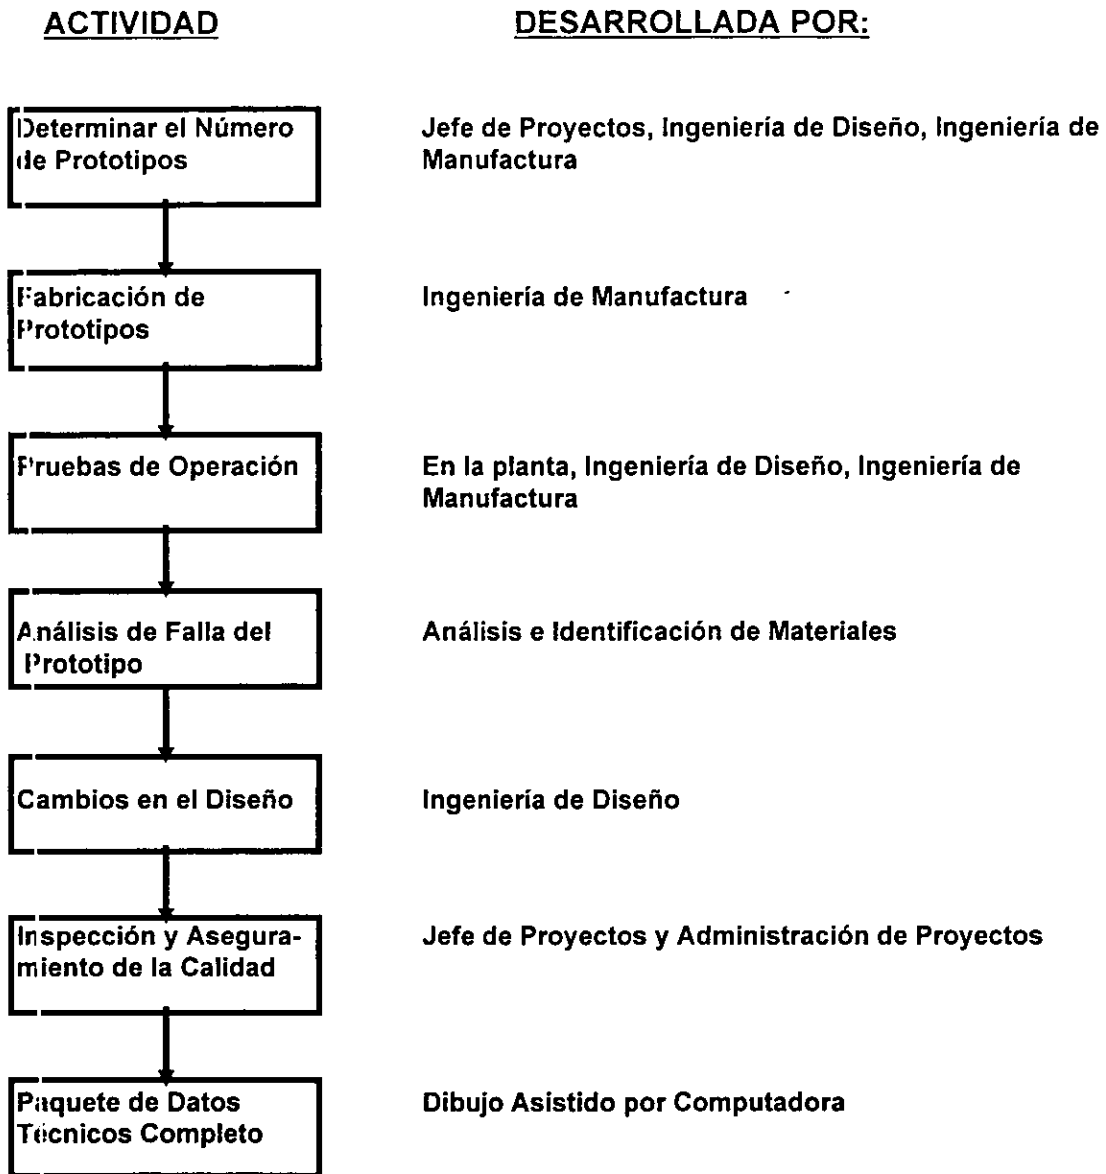 ACTIVIDAD DESARROLLADA POR:
Determinar el Número Jefe de Proyectos, Ingeniería de Diseño, Ingeniería de
de Prototipos Manufactura
Fabricación de Ingeniería de Manufactura
Prototipos
Pruebas de Operación En la planta, Ingeniería de Diseño, Ingeniería de
Manufactura
Análisis de Falla del Análisis e Identificación de Materiales
Prototipo
Cambios en el Diseño Ingeniería de Diseño
Inspección y Asegura- Jefe de Proyectos y Administración de Proyectos
miento de la Calidad
Paquete de Datos Dibujo Asistido por Computadora
Técnicos Completo